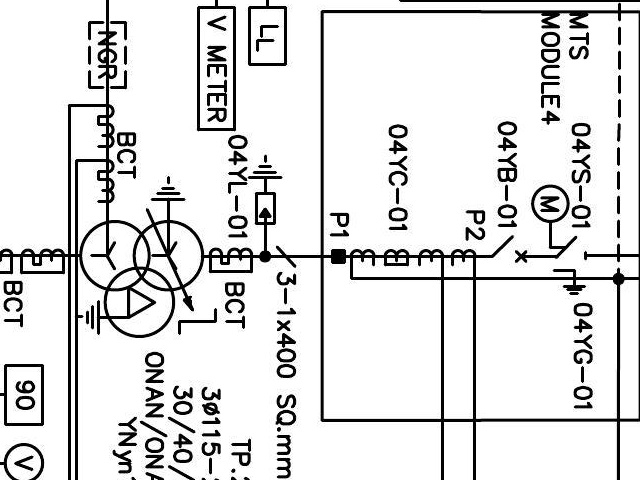 MTS
MODULE4
04YS-01
M
04YB-01
04YC-01
P2
P1
04YG-01
LL
V METER
04YL-01
3-1x400 SQ.mm
BCT
NGR
BCT
BCT
TP.
3ø115-
30/40/
ONAN/ONA
YNyn
90
V